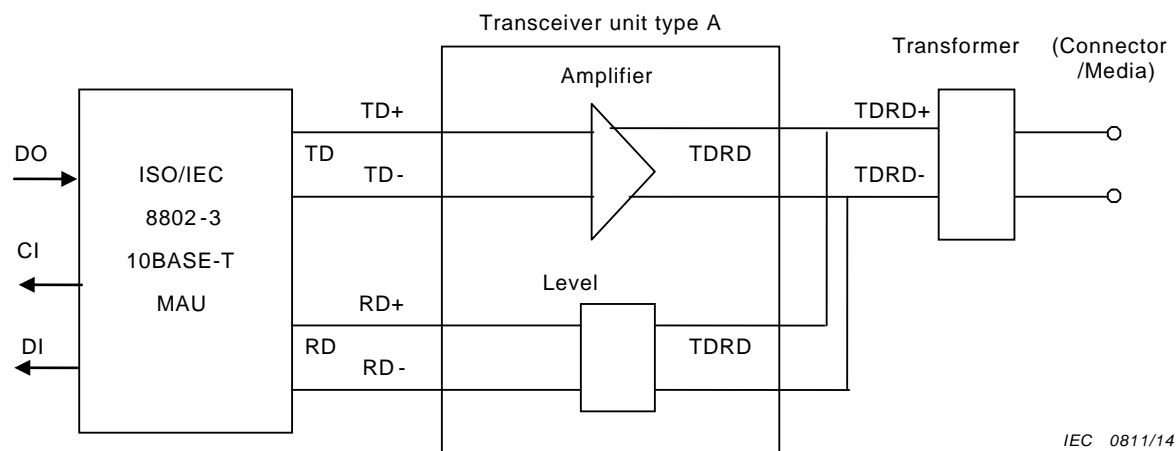 Transceiver unit type A
Transformer
(Connector
/Media)
Amplifier
TD+
TDRD+
DO
TD
TDRD
ISO/IEC
TD-
TDRD-
8802-3
CI
10BASE-T
Level
MAU
RD+
DI
RD
TDRD
RD-
IEC 0811/14